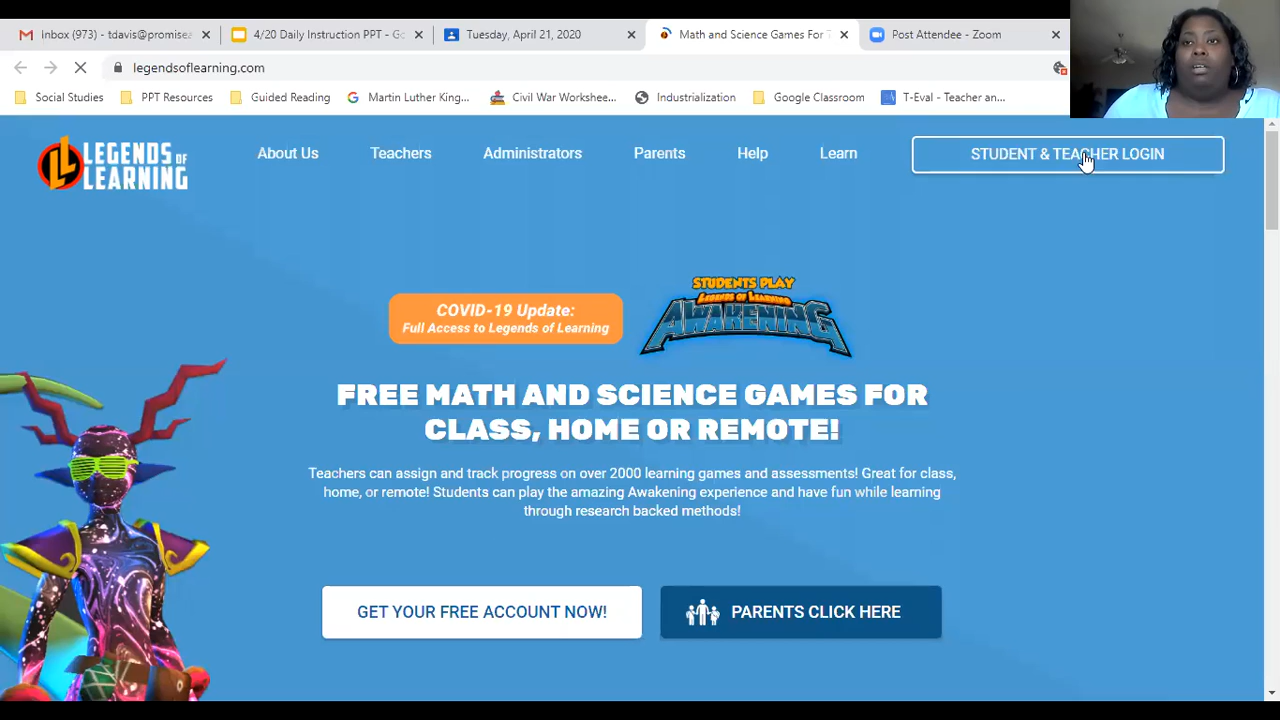 Inbox (973) - tdavis@promisea
4/20 Daily Instruction PPT - Go
Tuesday, April 21, 2020
Math and Science Games For T
Post Attendee - Zoom
legendsoflearning.com
Social Studies
PPT Resources
Guided Reading
Martin Luther King...
Civil War Workshee...
Industrialization
Google Classroom
T-Eval - Teacher an...
LEGENDS OF
LEARNING
About Us
Teachers
Administrators
Parents
Help
Learn
STUDENT & TEACHER LOGIN
COVID-19 Update:
Full Access to Legends of Learning
STUDENTS PLAY
LEGENDS OF LEARNING
AWAKENING
FREE MATH AND SCIENCE GAMES FOR
CLASS, HOME OR REMOTE!
Teachers can assign and track progress on over 2000 learning games and assessments! Great for class,
home, or remote! Students can play the amazing Awakening experience and have fun while learning
through research backed methods!
GET YOUR FREE ACCOUNT NOW!
PARENTS CLICK HERE